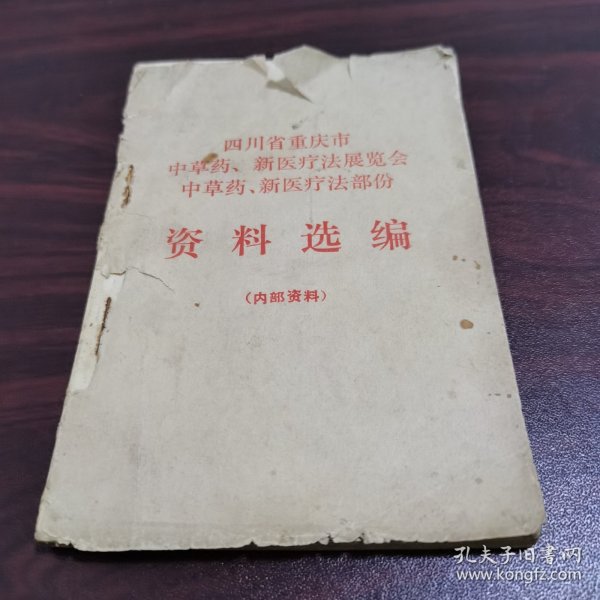 四川省重庆市
中草药、新医疗法展览会
中草药、新医疗法部份
资料选编
（内部资料）
孔夫子旧书网
www.kongfz.com